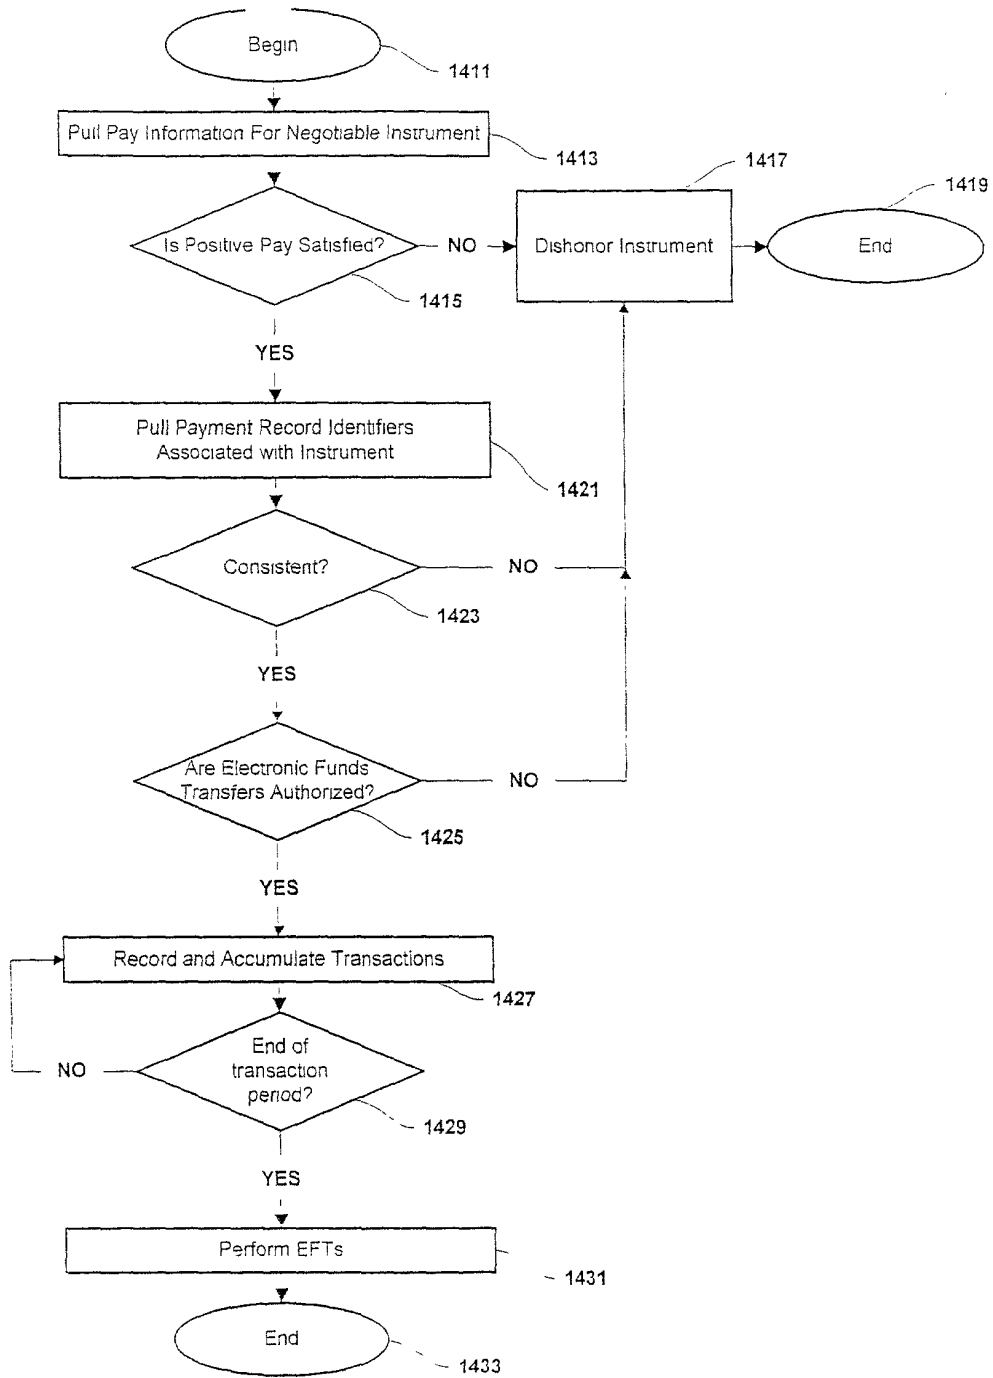 Begin
1411
Pull Pay Information For Negotiable Instrument
1413
1417
1419
Is Positive Pay Satisfied?
NO
Dishonor Instrument
End
1415
YES
Pull Payment Record Identifiers
Associated with Instrument
1421
Consistent?
NO
1423
YES
Are Electronic Funds
Transfers Authorized?
NO
1425
YES
Record and Accumulate Transactions
1427
End of
transaction
period?
NO
1429
YES
Perform EFTs
1431
End
1433